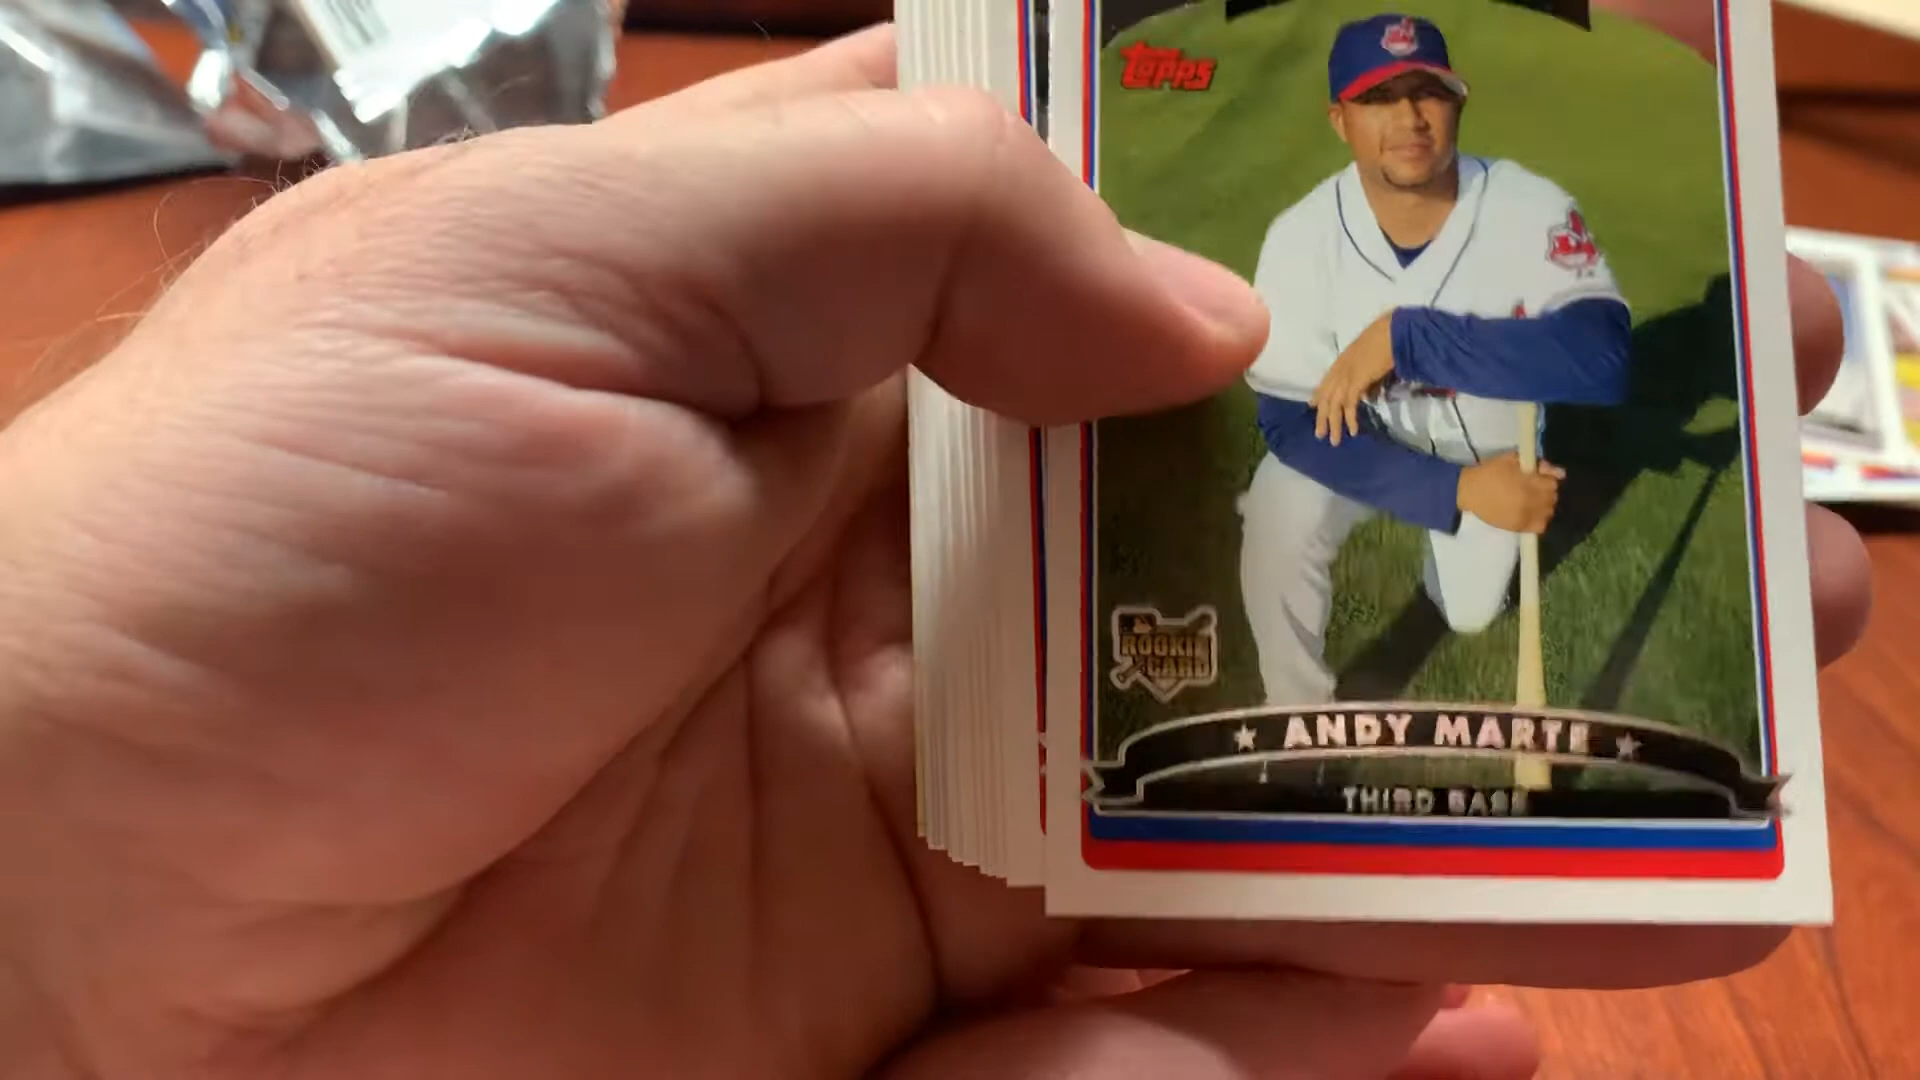 Topps
ROOKIE
CARD
★ ANDY MARTE ★
THIRD BASE